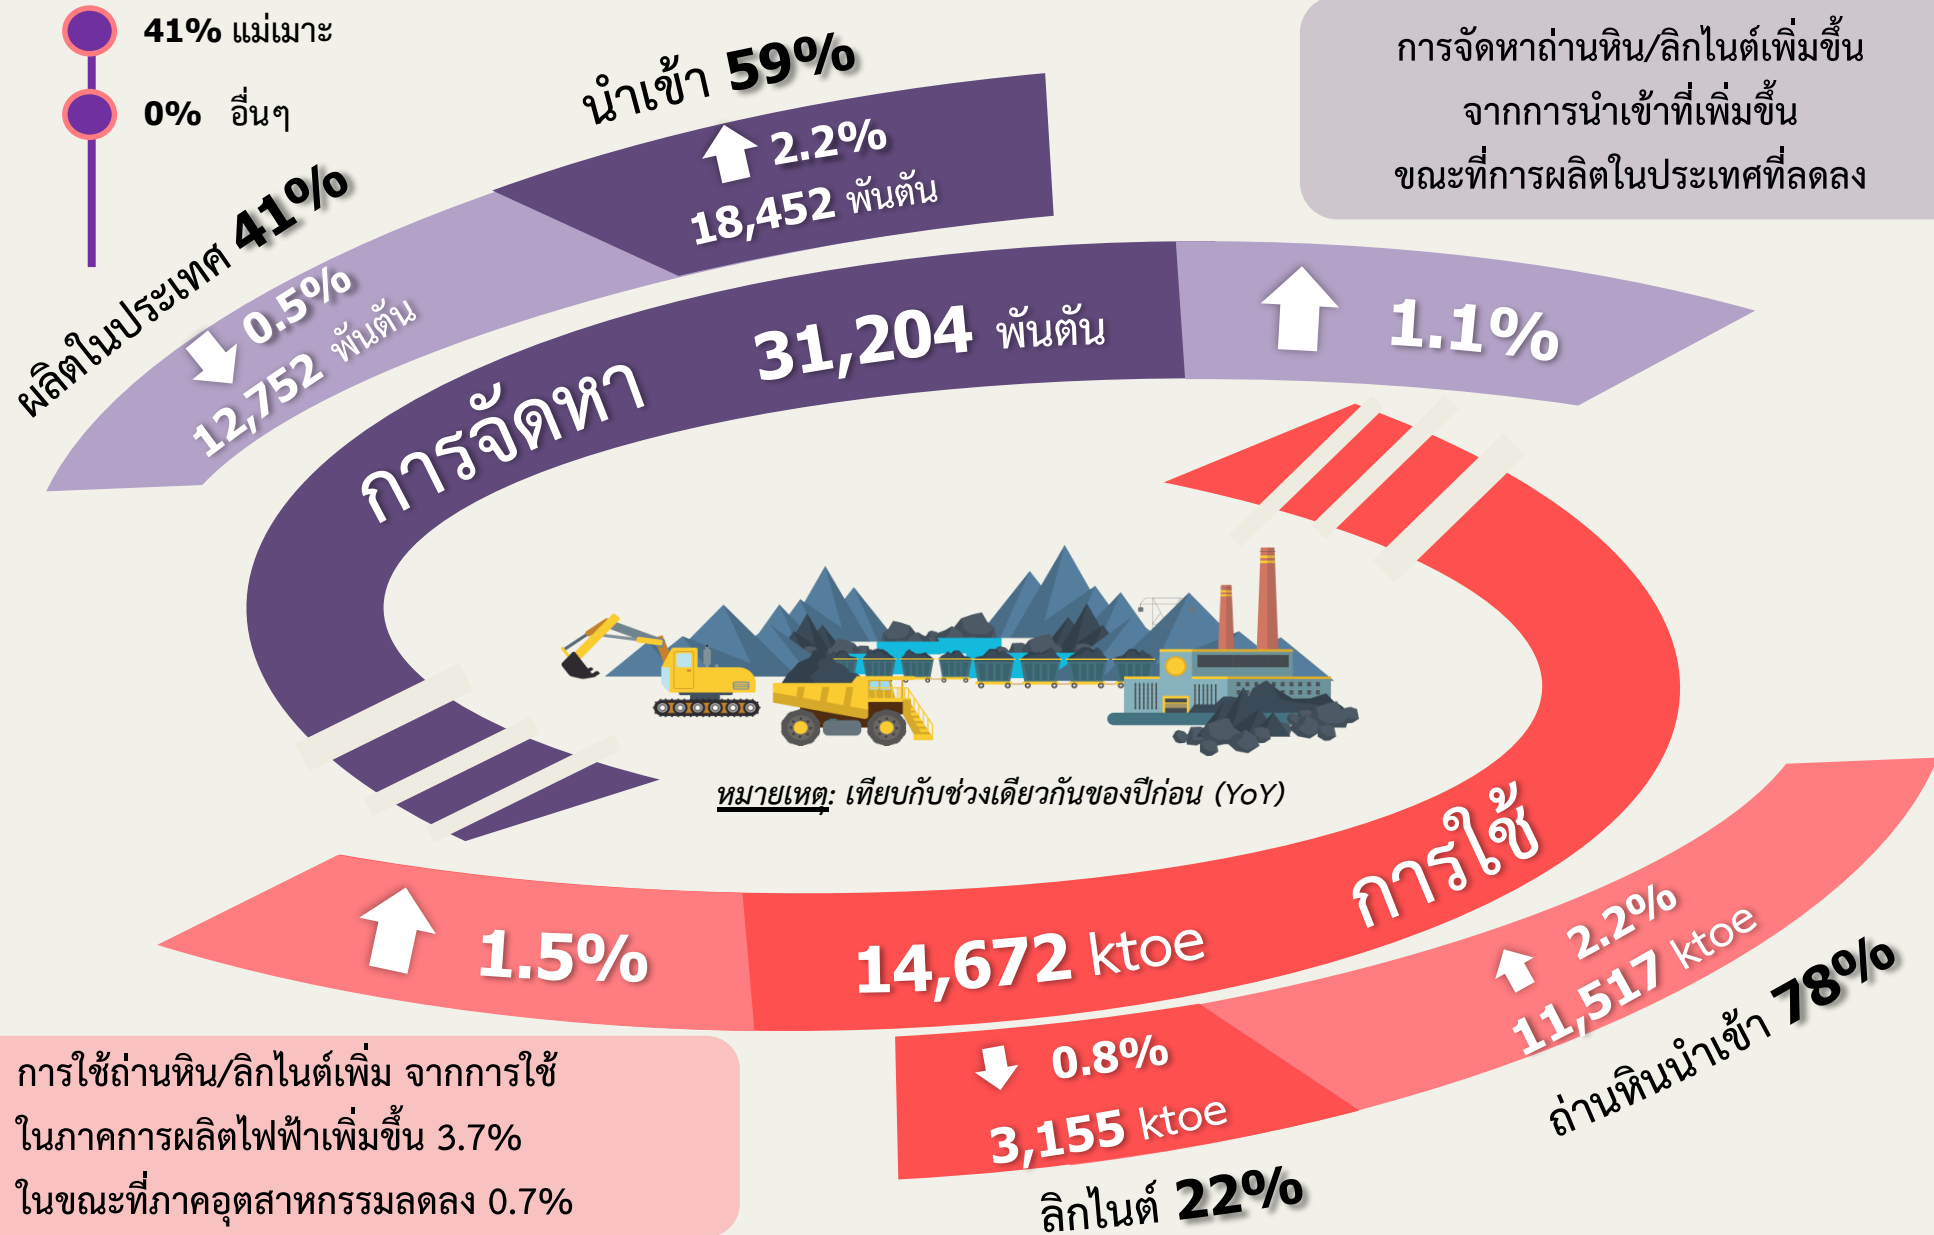 41% แม่เมาะ
0% อื่นๆ
นำเข้า 59%
2.2%
18,452 พันตัน
ผลิตในประเทศ 41%
0.5%
12,752 พันตัน
การจัดหาถ่านหิน/ลิกไนต์เพิ่มขึ้น
จากการนำเข้าที่เพิ่มขึ้น
ขณะที่การผลิตในประเทศที่ลดลง
การจัดหา 31,204 พันตัน
1.1%
หมายเหตุ: เทียบกับช่วงเดียวกันของปีก่อน (YoY)
การใช้
14,672 ktoe
1.5%
2.2%
11,517 ktoe
ถ่านหินนำเข้า 78%
0.8%
3,155 ktoe
ลิกไนต์ 22%
การใช้ถ่านหิน/ลิกไนต์เพิ่ม จากการใช้
ในภาคการผลิตไฟฟ้าเพิ่มขึ้น 3.7%
ในขณะที่ภาคอุตสาหกรรมลดลง 0.7%